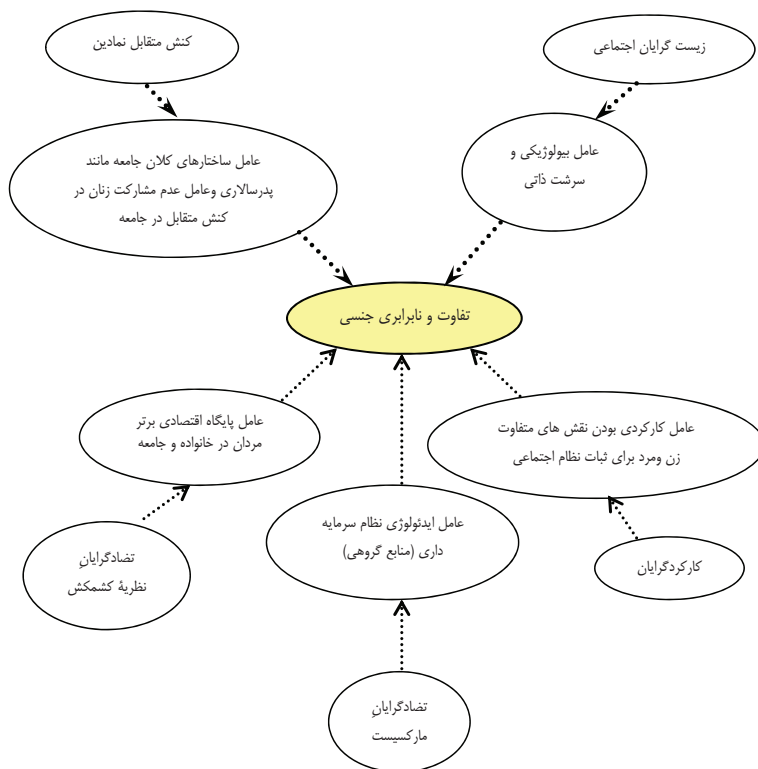 زیست گرایان اجتماعی
کنش متقابل نمادین
عامل بیولوژیکی و
سرشت ذاتی
عامل ساختارهای کلان جامعه مانند
پدرسالاری وعامل عدم مشارکت زنان در
کنش متقابل در جامعه
تفاوت و نابرابری جنسی
عامل کارکردی بودن نقش های متفاوت
زن ومرد برای ثبات نظام اجتماعی
عامل پایگاه اقتصادی برتر
مردان در خانواده و جامعه
عامل ایدئولوژی نظام سرمایه
داری (منابع گروهی)
کارکردگرایان
تضادگرایانِ
نظریۀ کشمکش
تضادگرایانِ
مارکسیست